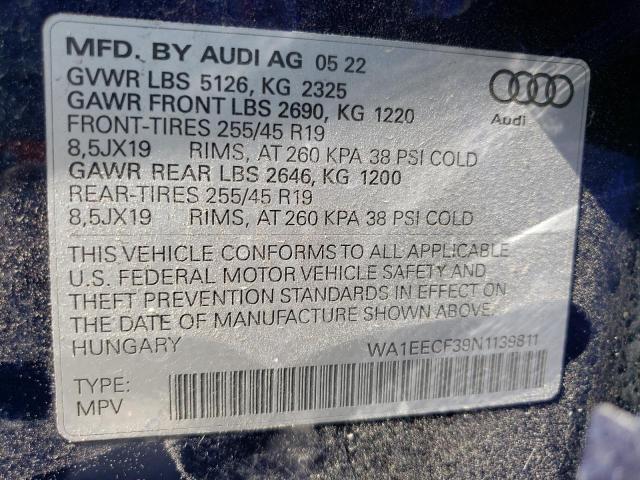 MFD. BY AUDI AG 05 22
GVWR LBS 5126, KG 2325
GAWR FRONT LBS 2690, KG 1220
FRONT-TIRES 255/45 R19
8,5JX19 RIMS, AT 260 KPA 38 PSI COLD
GAWR REAR LBS 2646, KG 1200
REAR-TIRES 255/45 R19
8,5JX19 RIMS, AT 260 KPA 38 PSI COLD
Audi
THIS VEHICLE CONFORMS TO ALL APPLICABLE
U.S. FEDERAL MOTOR VEHICLE SAFETY AND
THEFT PREVENTION STANDARDS IN EFFECT ON
THE DATE OF MANUFACTURE SHOWN ABOVE.
HUNGARY WA1EECF39N1139811
TYPE:
MPV